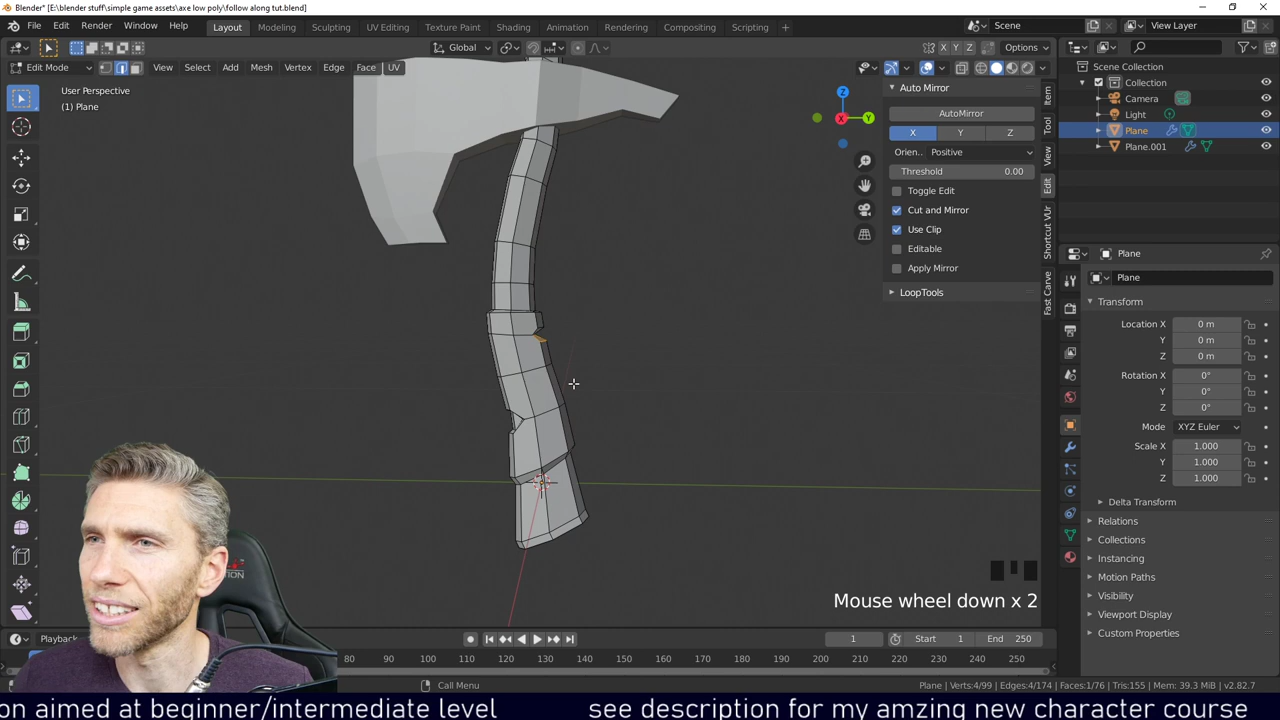 Blender* [E:\blender stuff\simple game assets\axe low poly\follow along tut.blend]
File Edit Render Window Help Layout Modeling Sculpting UV Editing Texture Paint Shading Animation Rendering Compositing Scripting Scene View Layer
Global X Y Z Options
Edit Mode View Select Add Mesh Vertex Edge Face UV
User Perspective
(1) Plane
Z
X
Y
Auto Mirror
AutoMirror
X Y Z
Orien.. Positive
Threshold 0.00
Toggle Edit
Cut and Mirror
Use Clip
Editable
Apply Mirror
LoopTools
Item
Tool
View
Edit
Shortcut VUr
Fast Carve
Scene Collection
Collection
Camera
Light
Plane
Plane.001
Plane
Plane
Transform
Location X 0 m
Y 0 m
Z 0 m
Rotation X 0°
Y 0°
Z 0°
Mode XYZ Euler
Scale X 1.000
Y 1.000
Z 1.000
Delta Transform
Relations
Collections
Instancing
Motion Paths
Visibility
Viewport Display
Custom Properties
Mouse wheel down x 2
Playback 1 Start 1 End 250
80 90 100 110 120 130 140 150 160 170 180 190 200 210 220 230 240 250
Call Menu Plane | Verts:4/99 | Edges:4/174 | Faces:1/76 | Tris:155 | Mem: 39.3 MiB | v2.82.7
on aimed at beginner/intermediate level see description for my amzing new character course